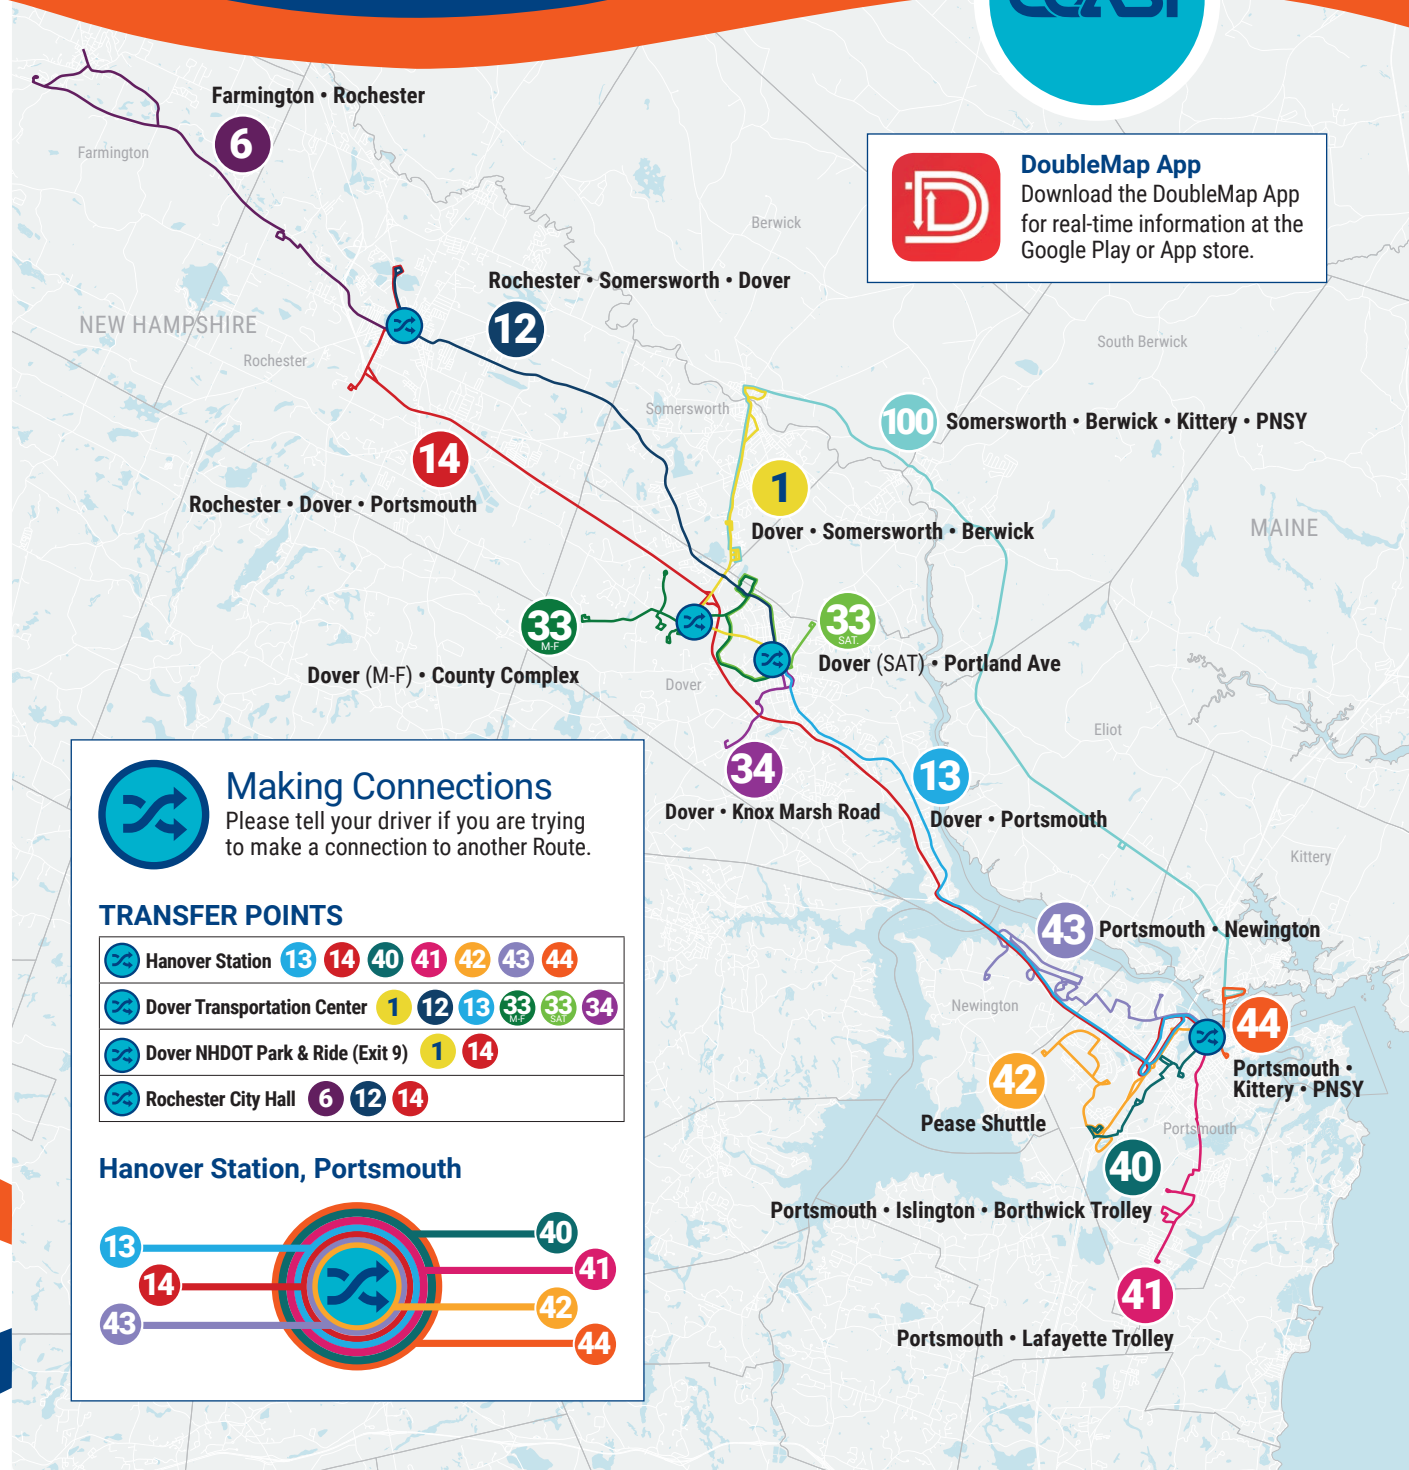 COAST
Farmington • Rochester
6
Farmington
DoubleMap App
Download the DoubleMap App
for real-time information at the
Google Play or App store.
Berwick
Rochester • Somersworth • Dover
12
NEW HAMPSHIRE
Rochester
South Berwick
Somersworth
100 Somersworth • Berwick • Kittery • PNSY
14
Rochester • Dover • Portsmouth
1
Dover • Somersworth • Berwick
MAINE
33
M-F
Dover (M-F) • County Complex
33
SAT.
Dover (SAT) • Portland Ave
Dover
Eliot
34
Dover • Knox Marsh Road
13
Dover • Portsmouth
Kittery
Making Connections
Please tell your driver if you are trying
to make a connection to another Route.
TRANSFER POINTS
Hanover Station 13 14 40 41 42 43 44
Dover Transportation Center 1 12 13 33 M-F 33 SAT 34
Dover NHDOT Park & Ride (Exit 9) 1 14
Rochester City Hall 6 12 14
43 Portsmouth • Newington
Newington
44
Portsmouth •
Kittery • PNSY
42
Pease Shuttle
Portsmouth
40
Portsmouth • Islington • Borthwick Trolley
41
Portsmouth • Lafayette Trolley
Hanover Station, Portsmouth
13
14
43
40
41
42
44